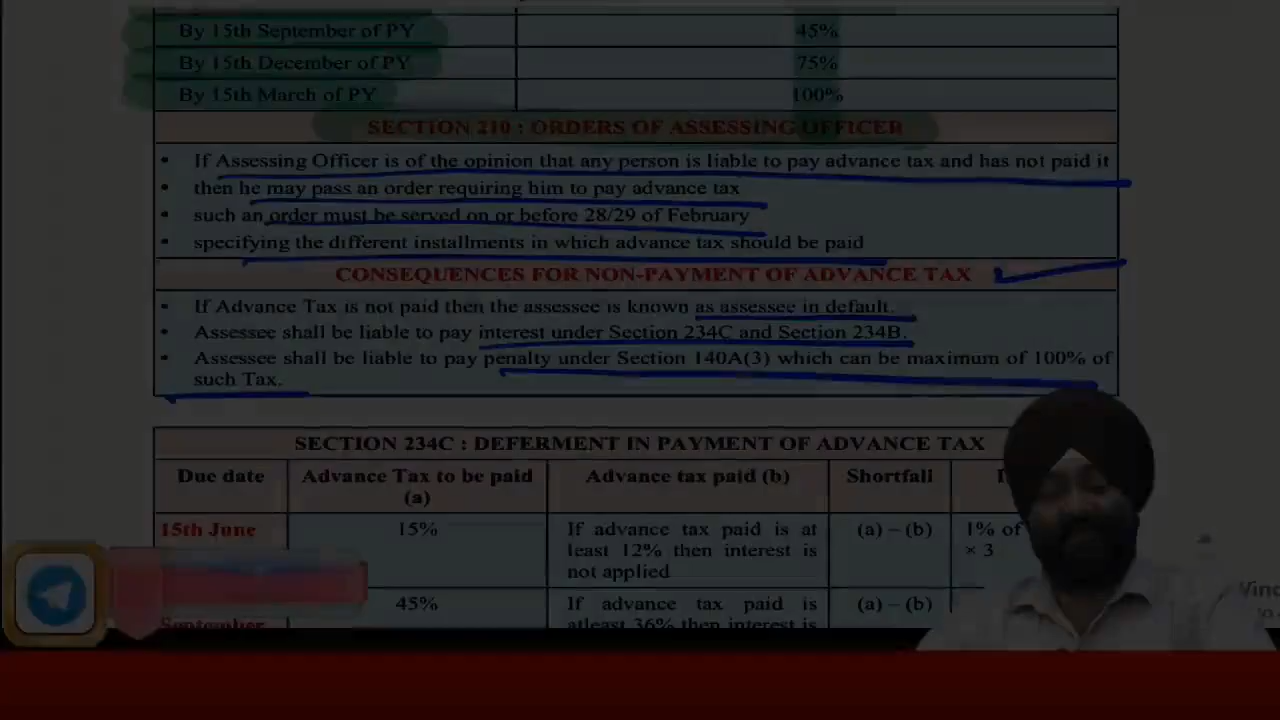 By 15th September of PY 45%
By 15th December of PY 75%
By 15th March of PY 100%
SECTION 210 : ORDERS OF ASSESSING OFFICER
• If Assessing Officer is of the opinion that any person is liable to pay advance tax and has not paid it
• then he may pass an order requiring him to pay advance tax
• such an order must be served on or before 28/29 of February
• specifying the different installments in which advance tax should be paid
CONSEQUENCES FOR NON-PAYMENT OF ADVANCE TAX
• If Advance Tax is not paid then the assessee is known as assessee in default.
• Assessee shall be liable to pay interest under Section 234C and Section 234B.
• Assessee shall be liable to pay penalty under Section 140A(3) which can be maximum of 100% of
such Tax.
SECTION 234C : DEFERMENT IN PAYMENT OF ADVANCE TAX
Due date Advance Tax to be paid Advance tax paid (b) Shortfall
(a)
15th June 15% If advance tax paid is at (a) – (b) 1% of
least 12% then interest is × 3
not applied
45% If advance tax paid is (a) – (b)
September atleast 36% then interest is